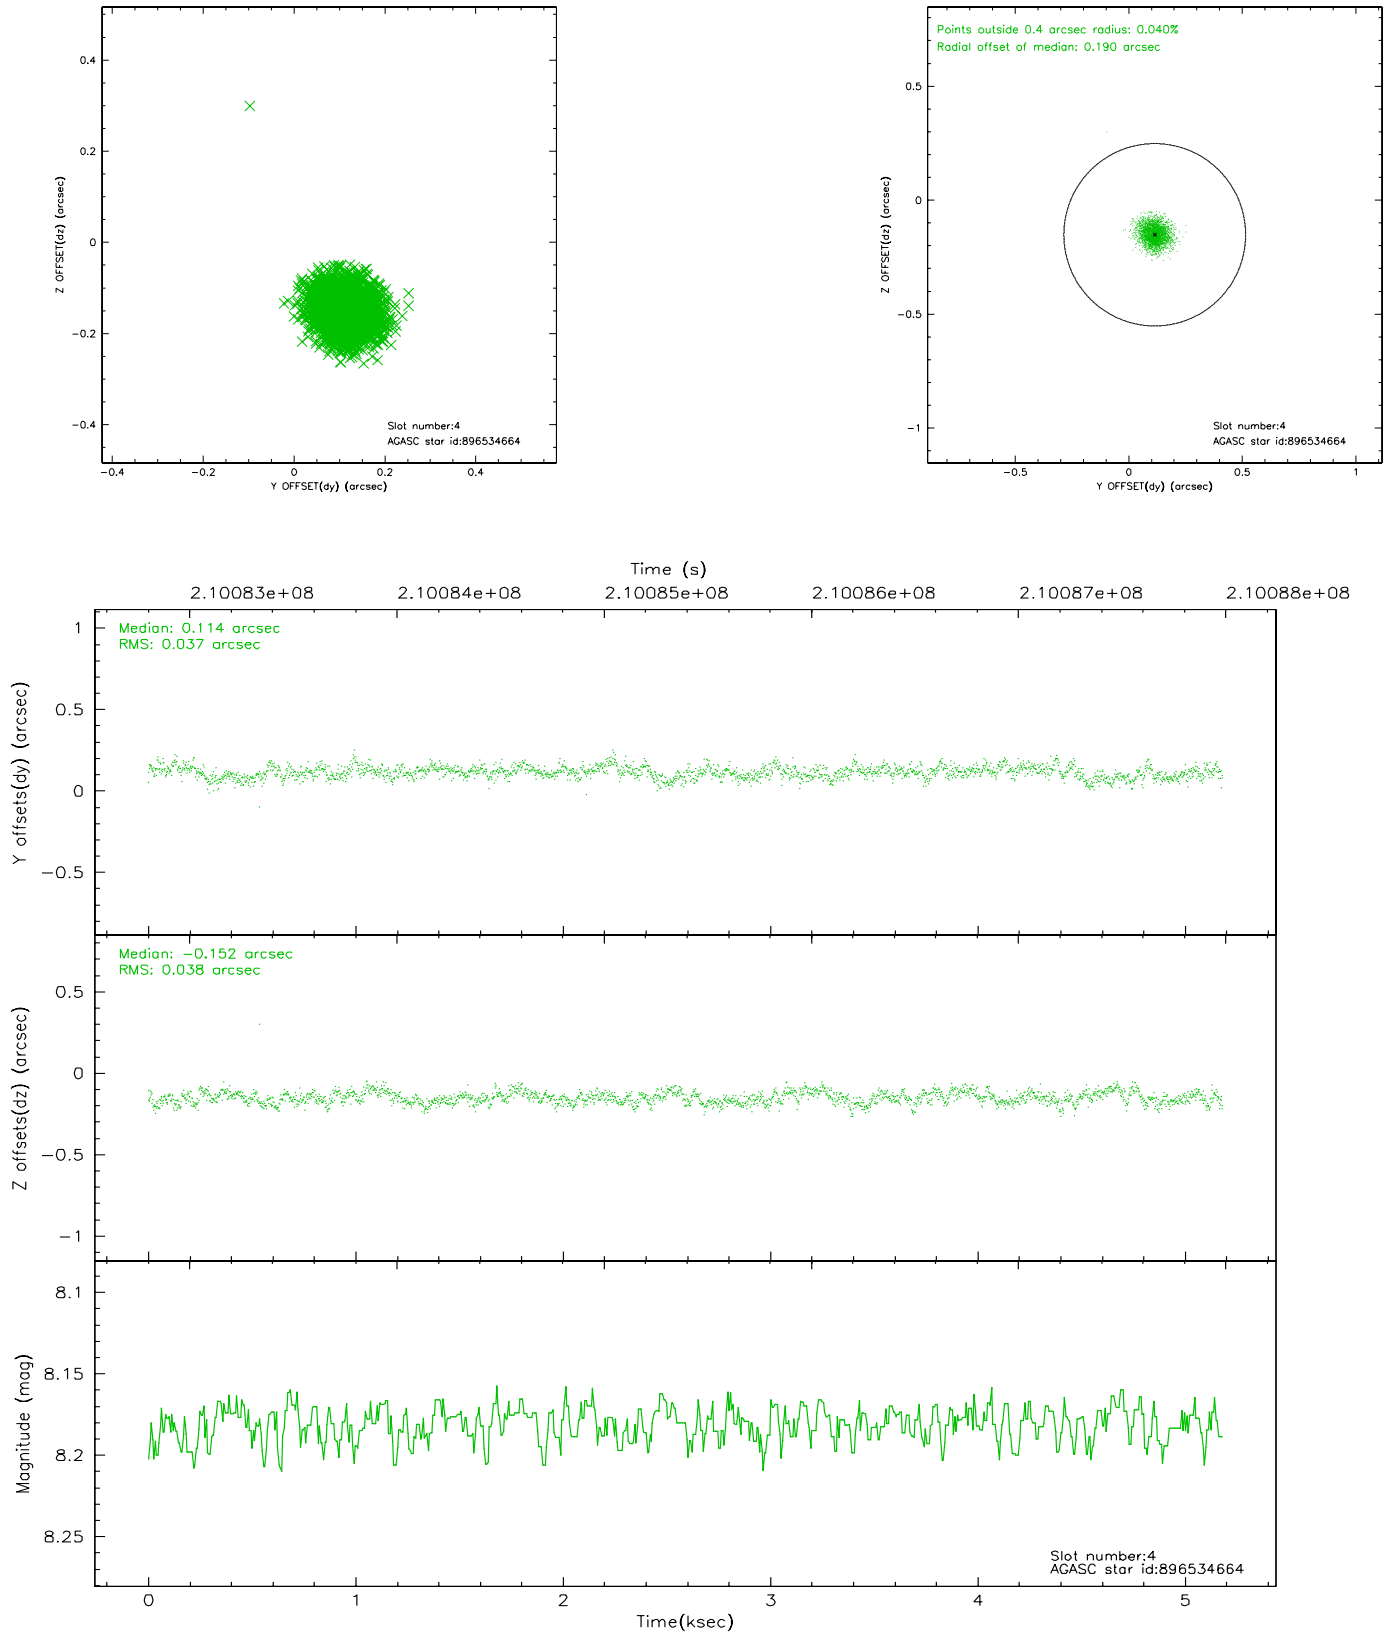 0.4
0.2
0
−0.2
−0.4
Z OFFSET(dz) (arcsec)
Slot number:4
AGASC star id:896534664
−0.4 −0.2 0 0.2 0.4
Y OFFSET(dy) (arcsec)
Points outside 0.4 arcsec radius: 0.040%
Radial offset of median: 0.190 arcsec
0.5
0
−0.5
−1
Z OFFSET(dz) (arcsec)
Slot number:4
AGASC star id:896534664
−0.5 0 0.5 1
Y OFFSET(dy) (arcsec)
Time (s)
2.10083e+08 2.10084e+08 2.10085e+08 2.10086e+08 2.10087e+08 2.10088e+08
Median: 0.114 arcsec
RMS: 0.037 arcsec
1
0.5
0
−0.5
Y offsets(dy) (arcsec)
Median: −0.152 arcsec
RMS: 0.038 arcsec
0.5
0
−0.5
−1
Z offsets(dz) (arcsec)
8.1
8.15
8.2
8.25
Magnitude (mag)
Slot number:4
AGASC star id:896534664
0 1 2 3 4 5
Time(ksec)